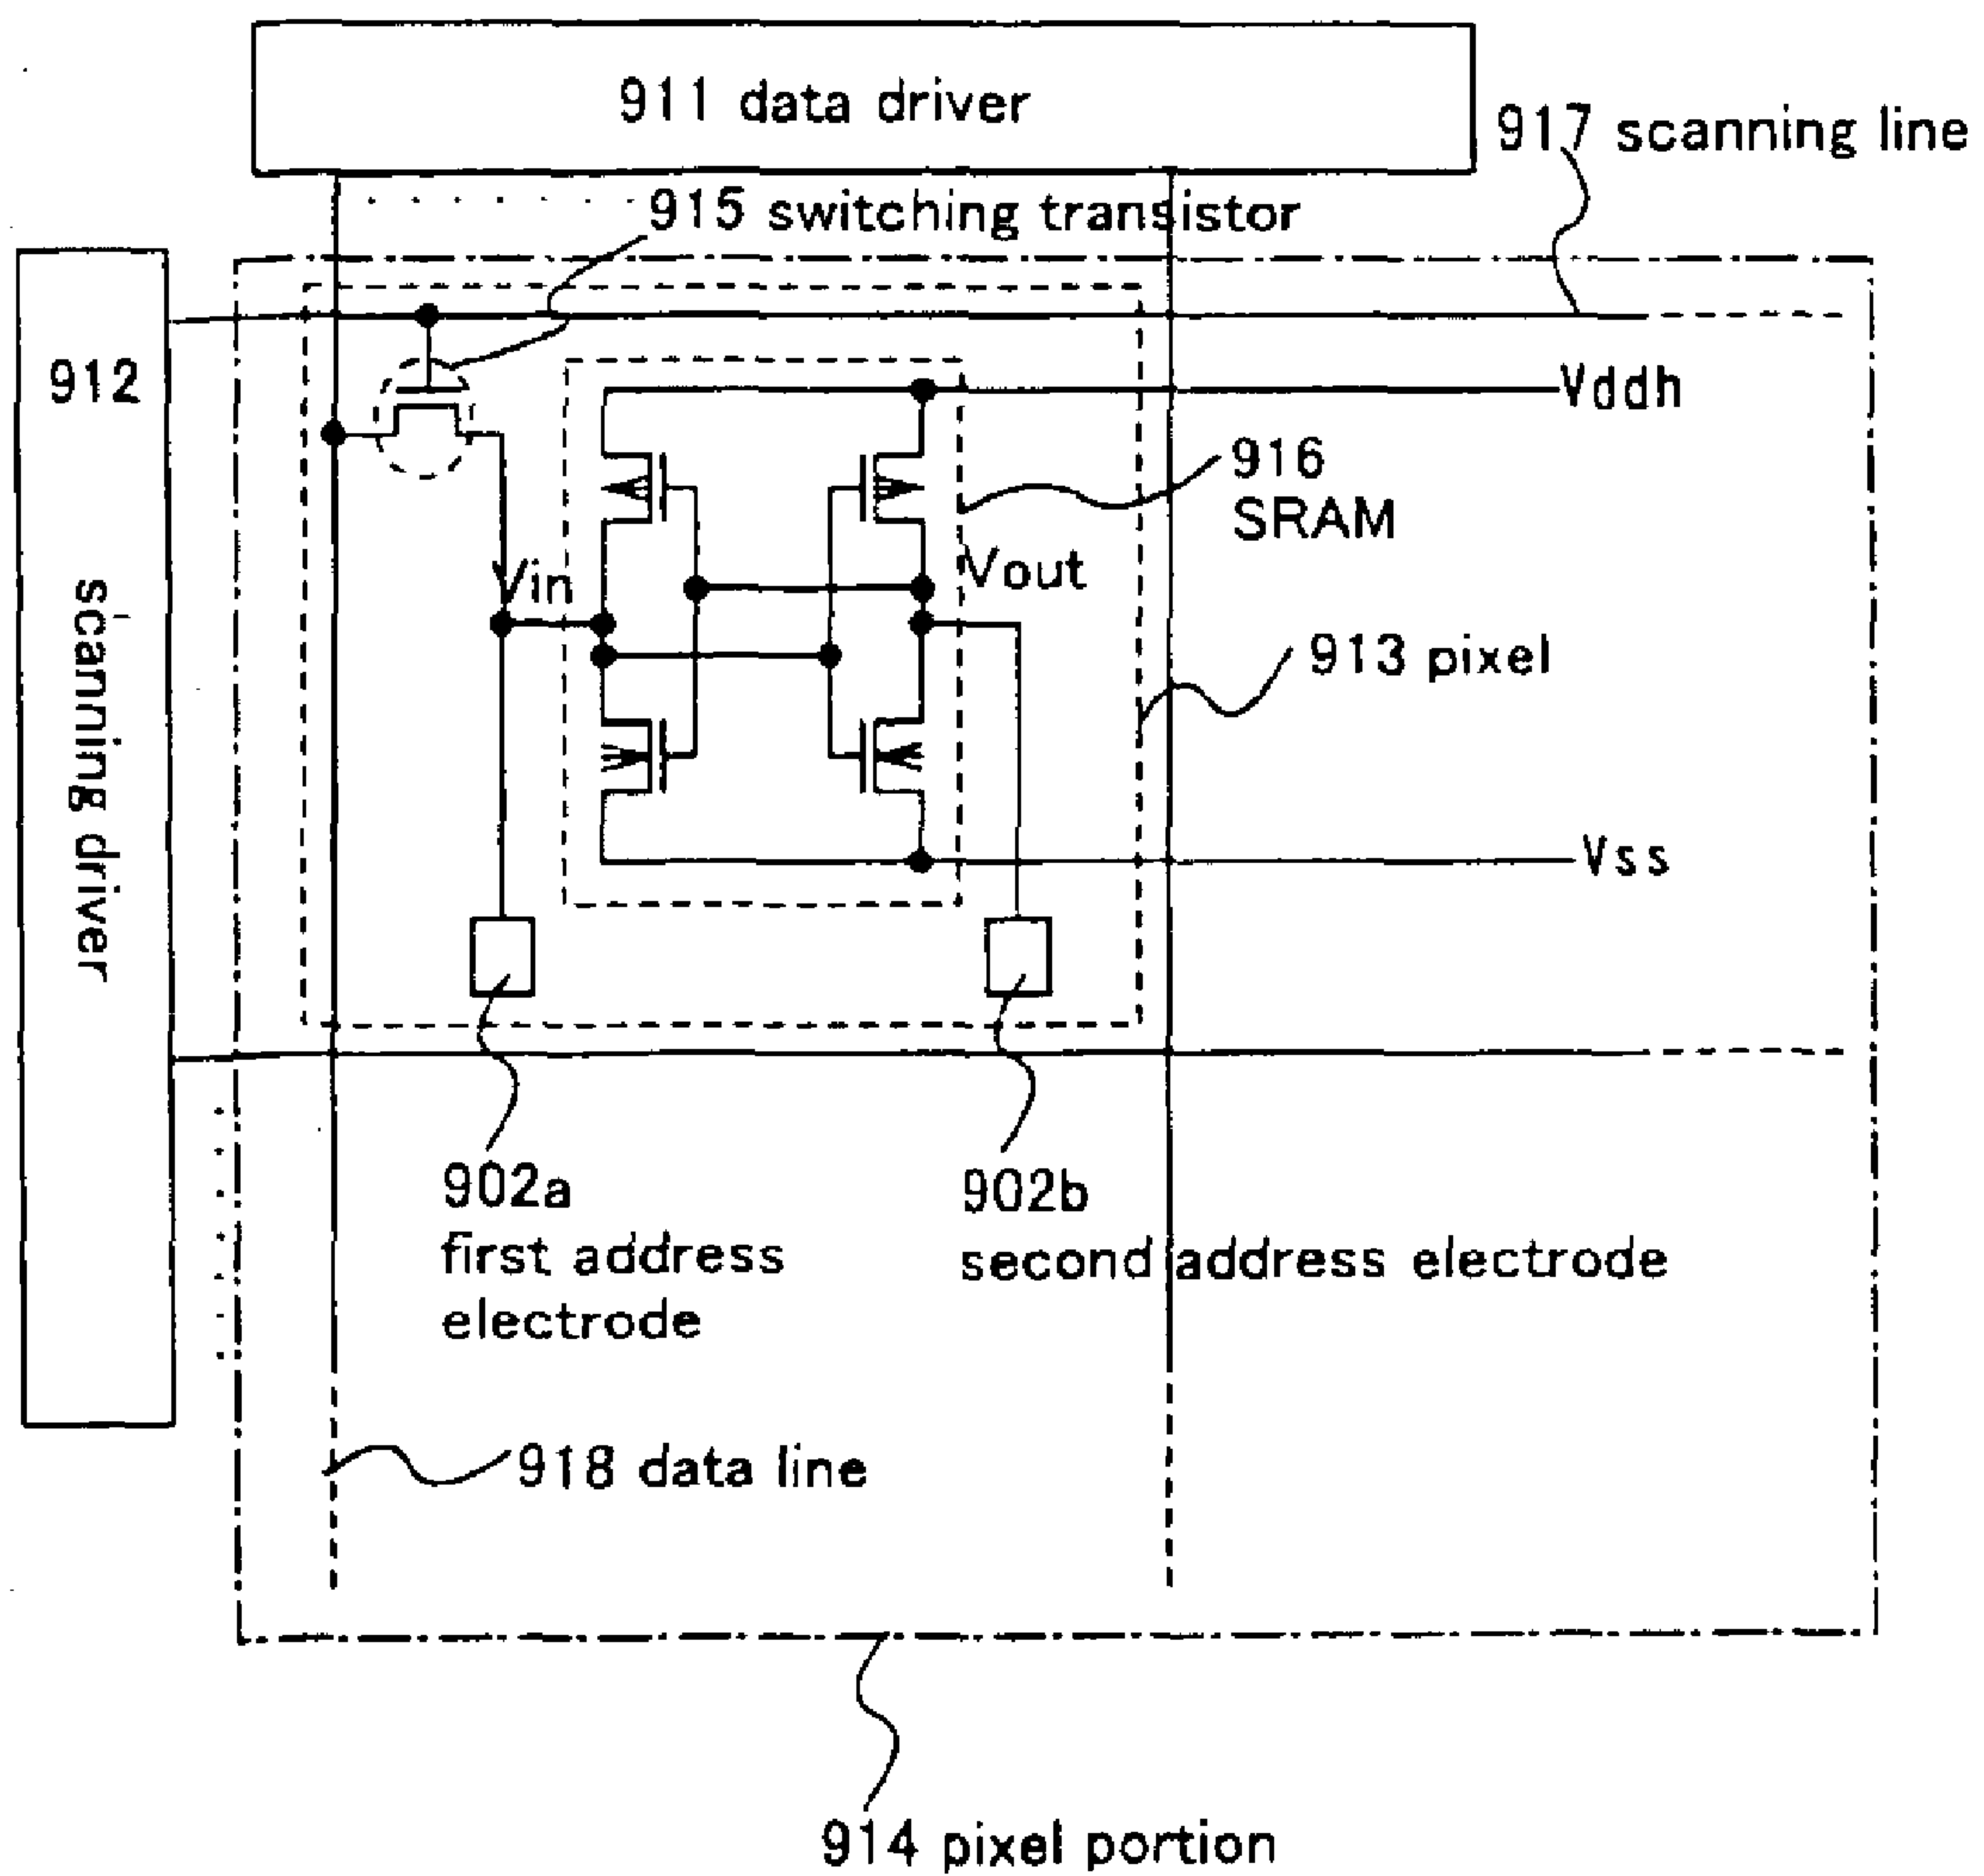 911 data driver
917 scanning line
915 switching transistor
912
scanning driver
Vddh
916
SRAM
Vin
Vout
913 pixel
Vss
902a
first address
electrode
902b
second address electrode
918 data line
914 pixel portion